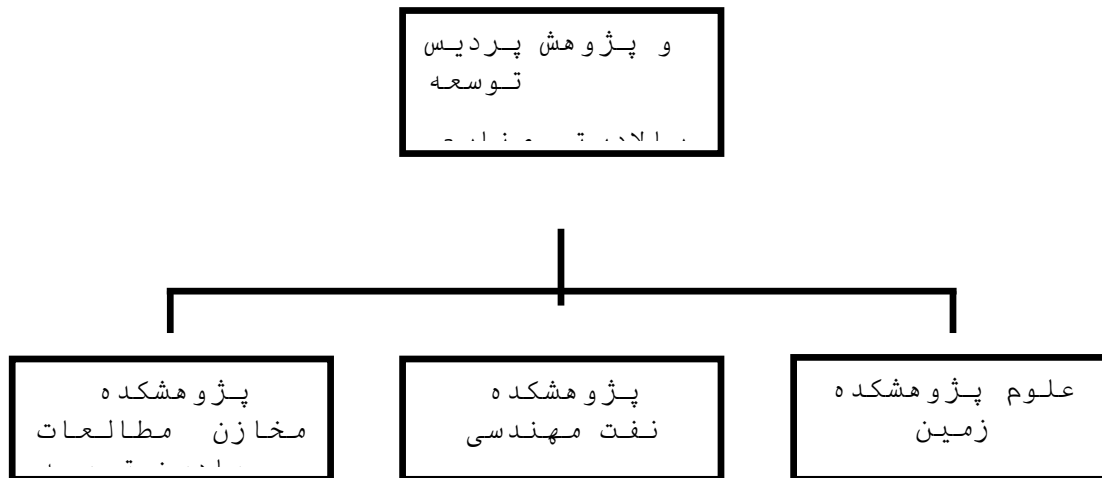 و پژوهش پردیس
توسعه
علوم پژوهشکده
زمین
پژوهشکده
نفت مهندسی
پژوهشکده
مخازن مطالعات